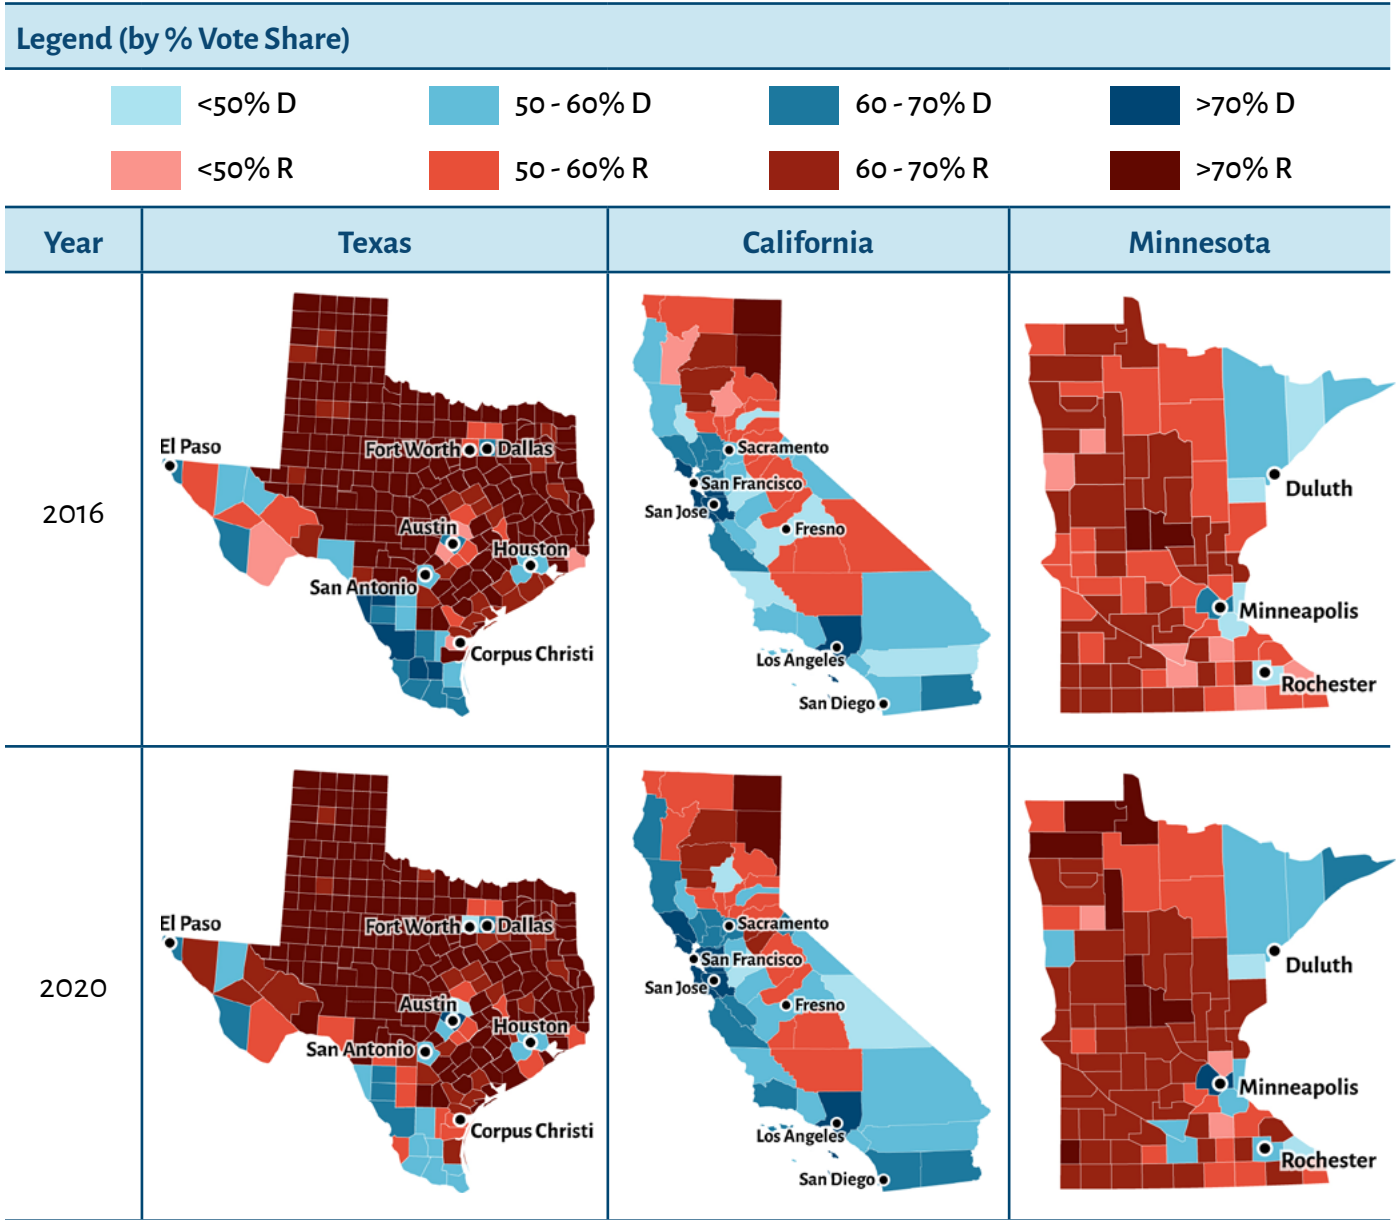 Legend (by % Vote Share)
<50% D 50 - 60% D 60 - 70% D >70% D
<50% R 50 - 60% R 60 - 70% R >70% R
Year Texas California Minnesota
2016
El Paso
Fort Worth Dallas
Austin
Houston
San Antonio
Corpus Christi
Sacramento
San Francisco
San Jose
Fresno
Los Angeles
San Diego
Duluth
Minneapolis
Rochester
2020
El Paso
Fort Worth Dallas
Austin
Houston
San Antonio
Corpus Christi
Sacramento
San Francisco
San Jose
Fresno
Los Angeles
San Diego
Duluth
Minneapolis
Rochester